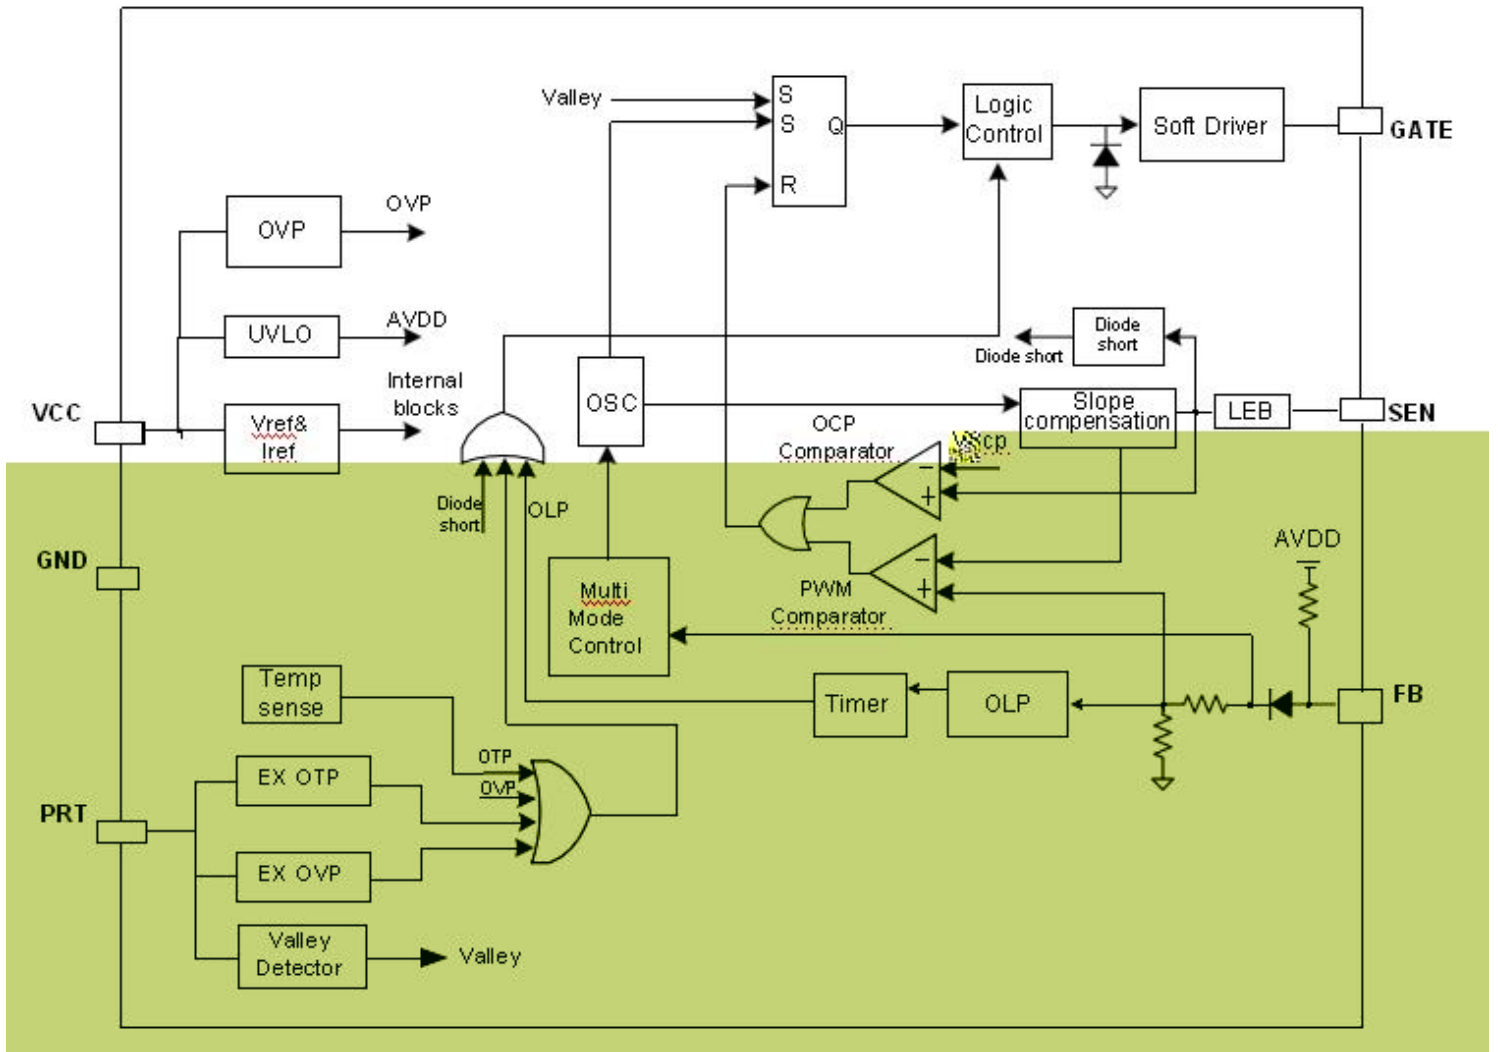 Valley
S
S
Q
R
Logic
Control
Soft Driver
GATE
OVP
OVP
UVLO
AVDD
Internal
blocks
VCC
Vref&
Iref
OSC
Diode
short
Diode short
Slope
compensation
LEB
SEN
OCP
Comparator
−
+
Diode
short
OLP
GND
Multi
Mode
Control
PWM
Comparator
−
+
AVDD
Temp
sense
Timer
OLP
FB
OTP
OVP
EX OTP
PRT
EX OVP
Valley
Detector
Valley